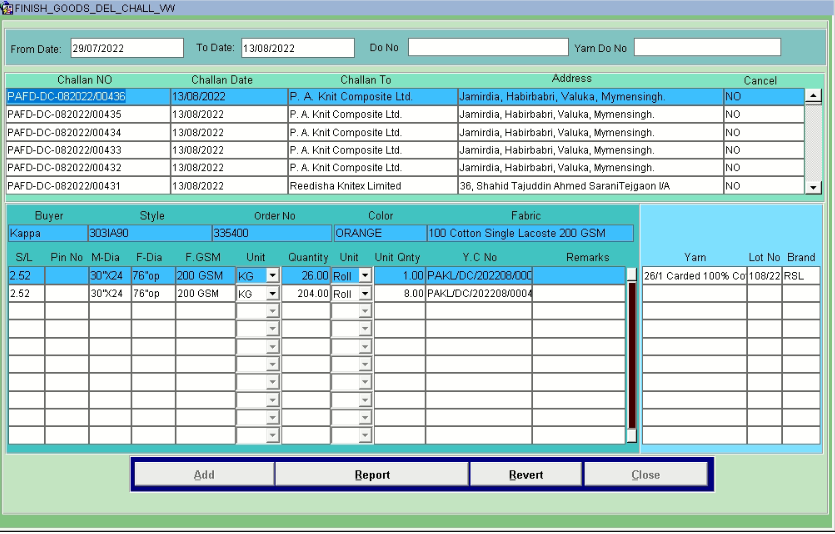 FINISH_GOODS_DEL_CHALL_VW
From Date: 29/07/2022 To Date: 13/08/2022 Do No Yarn Do No
Challan NO Challan Date Challan To Address Cancel
PAFD-DC-082022/00436 13/08/2022 P. A. Knit Composite Ltd. Jamirdia, Habirbabri, Valuka, Mymensingh. NO
PAFD-DC-082022/00435 13/08/2022 P. A. Knit Composite Ltd. Jamirdia, Habirbabri, Valuka, Mymensingh. NO
PAFD-DC-082022/00434 13/08/2022 P. A. Knit Composite Ltd. Jamirdia, Habirbabri, Valuka, Mymensingh. NO
PAFD-DC-082022/00433 13/08/2022 P. A. Knit Composite Ltd. Jamirdia, Habirbabri, Valuka, Mymensingh. NO
PAFD-DC-082022/00432 13/08/2022 P. A. Knit Composite Ltd. Jamirdia, Habirbabri, Valuka, Mymensingh. NO
PAFD-DC-082022/00431 13/08/2022 Reedisha Knitex Limited 36, Shahid Tajuddin Ahmed SaraniTejgaon I/A NO
Buyer Style Order No Color Fabric
Kappa 303IA90 335400 ORANGE 100 Cotton Single Lacoste 200 GSM
S/L Pin No M-Dia F-Dia F.GSM Unit Quantity Unit Unit Qnty Y.C No Remarks Yarn Lot No Brand
2.52 30"X24 76"op 200 GSM KG 26.00 Roll 1.00 PAKL/DC/202208/000 26/1 Carded 100% Co 108/22 RSL
2.52 30"X24 76"op 200 GSM KG 204.00 Roll 8.00 PAKL/DC/202208/0004
Add Report Revert Close